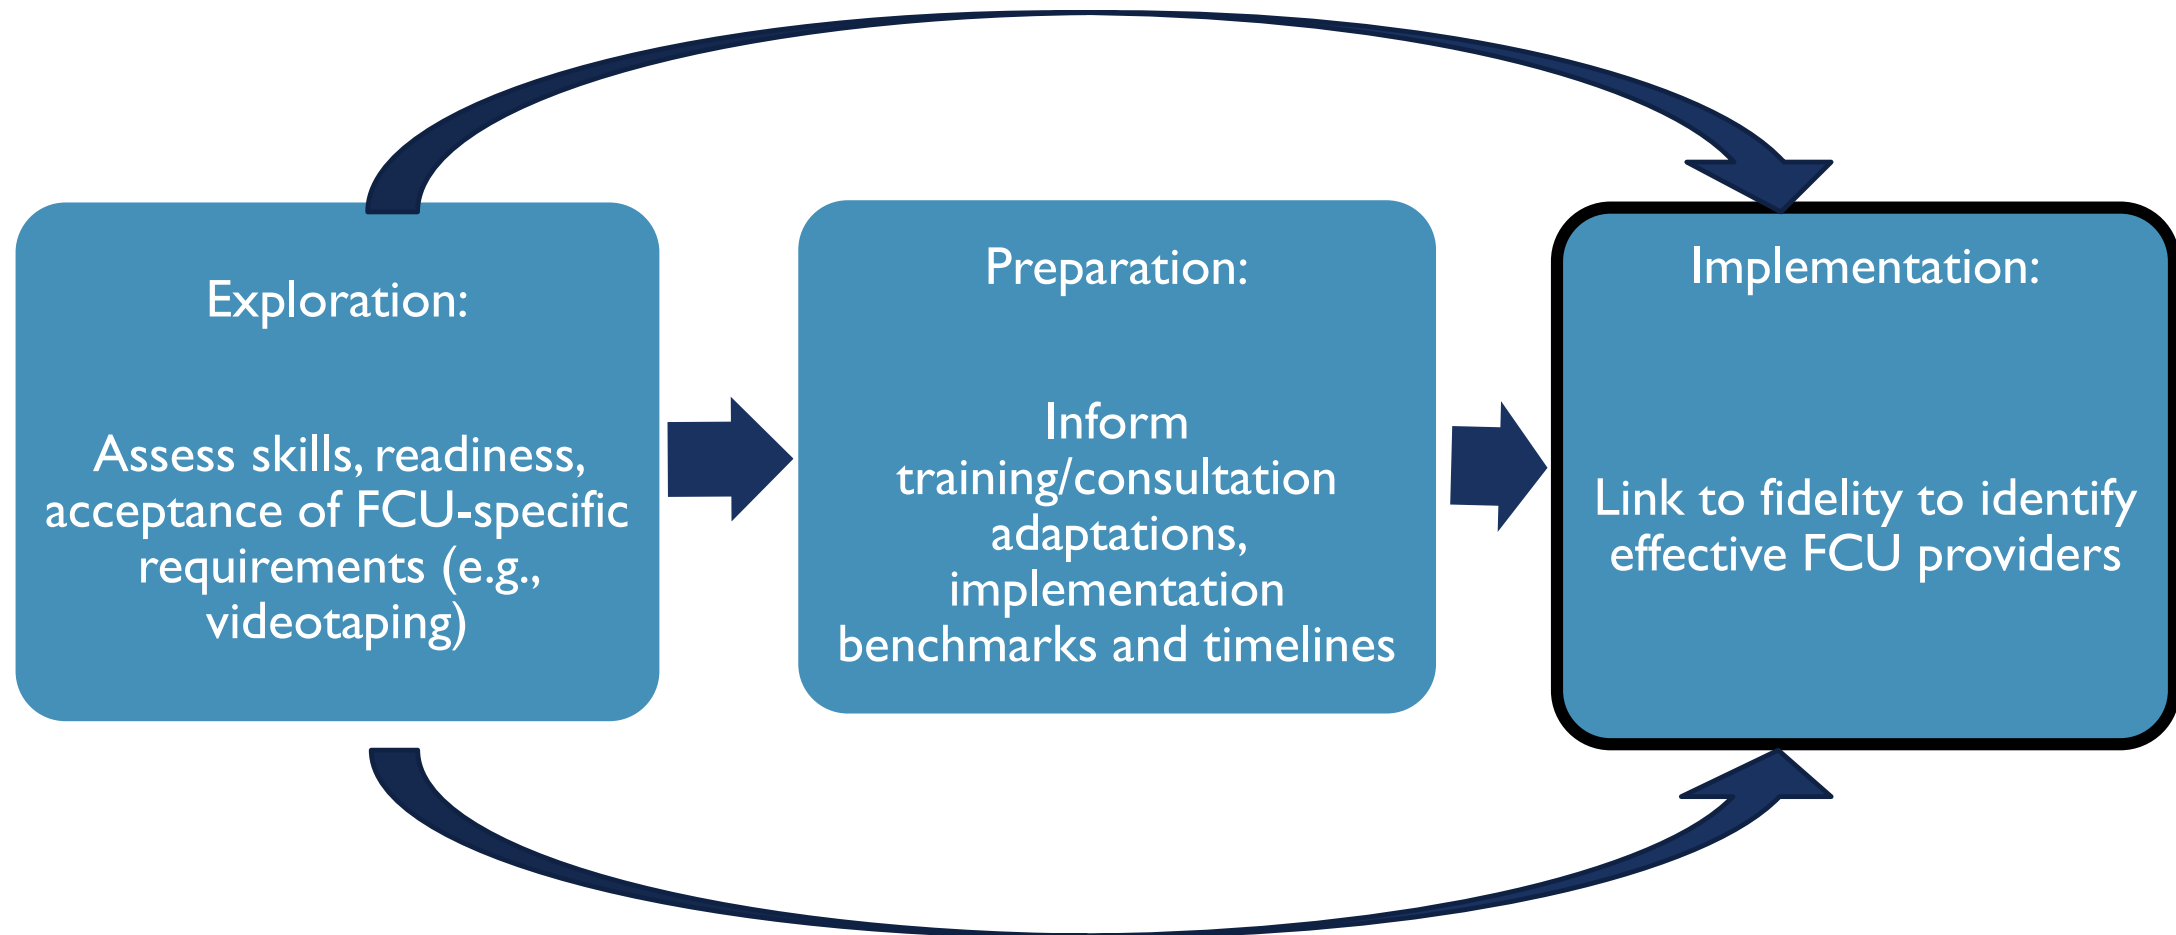 Exploration:
Assess skills, readiness,
acceptance of FCU-specific
requirements (e.g.,
videotaping)
Preparation:
Inform
training/consultation
adaptations,
implementation
benchmarks and timelines
Implementation:
Link to fidelity to identify
effective FCU providers